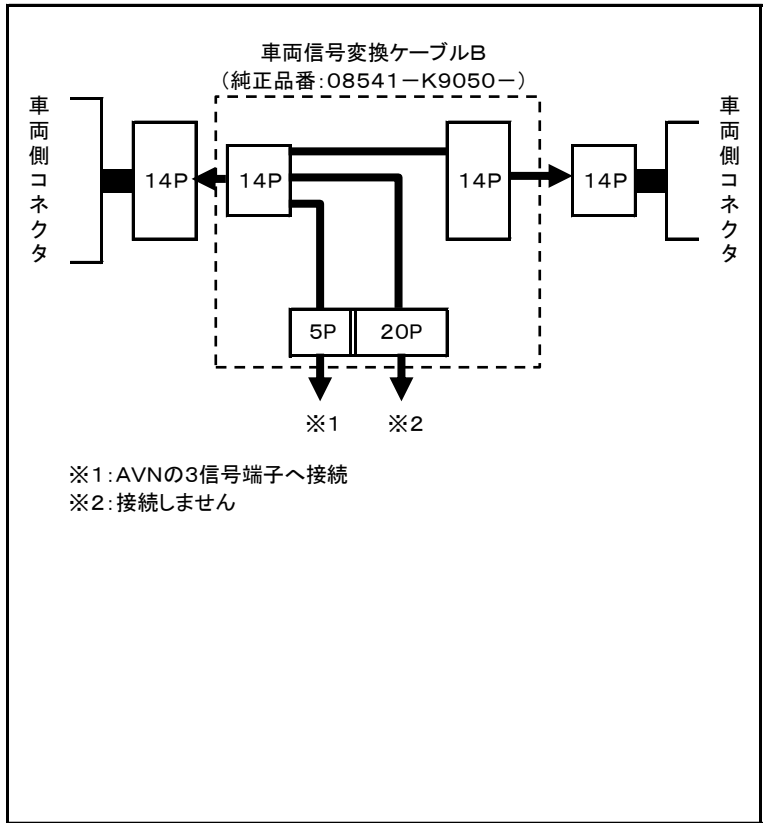 車両信号変換ケーブルB
(純正品番:08541－K9050－)
車両側コネクタ
14P
14P
14P
14P
車両側コネクタ
5P
20P
※1
※2
※1:AVNの3信号端子へ接続
※2:接続しません